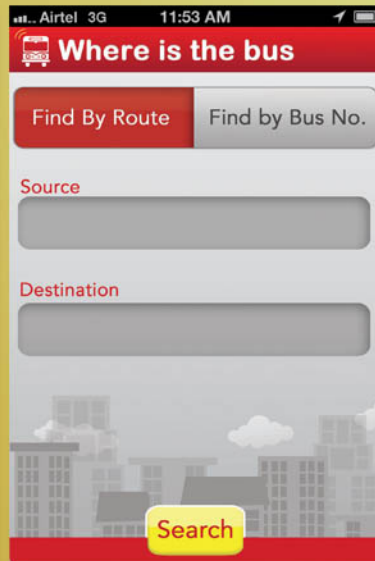 Airtel 3G 11:53 AM
Where is the bus
Find By Route Find by Bus No.
Source
Destination
Search